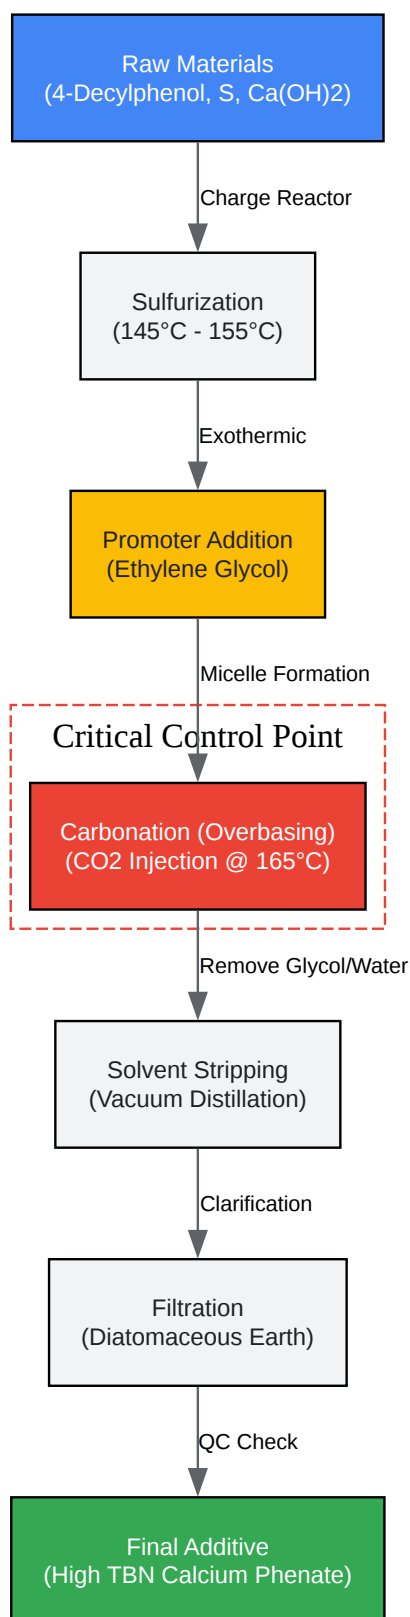 Raw Materials
(4-Decylphenol, S, Ca(OH)2)
Charge Reactor
Sulfurization
(145°C - 155°C)
Exothermic
Promoter Addition
(Ethylene Glycol)
Micelle Formation
Critical Control Point
Carbonation (Overbasing)
(CO2 Injection @ 165°C)
Remove Glycol/Water
Solvent Stripping
(Vacuum Distillation)
Clarification
Filtration
(Diatomaceous Earth)
QC Check
Final Additive
(High TBN Calcium Phenate)